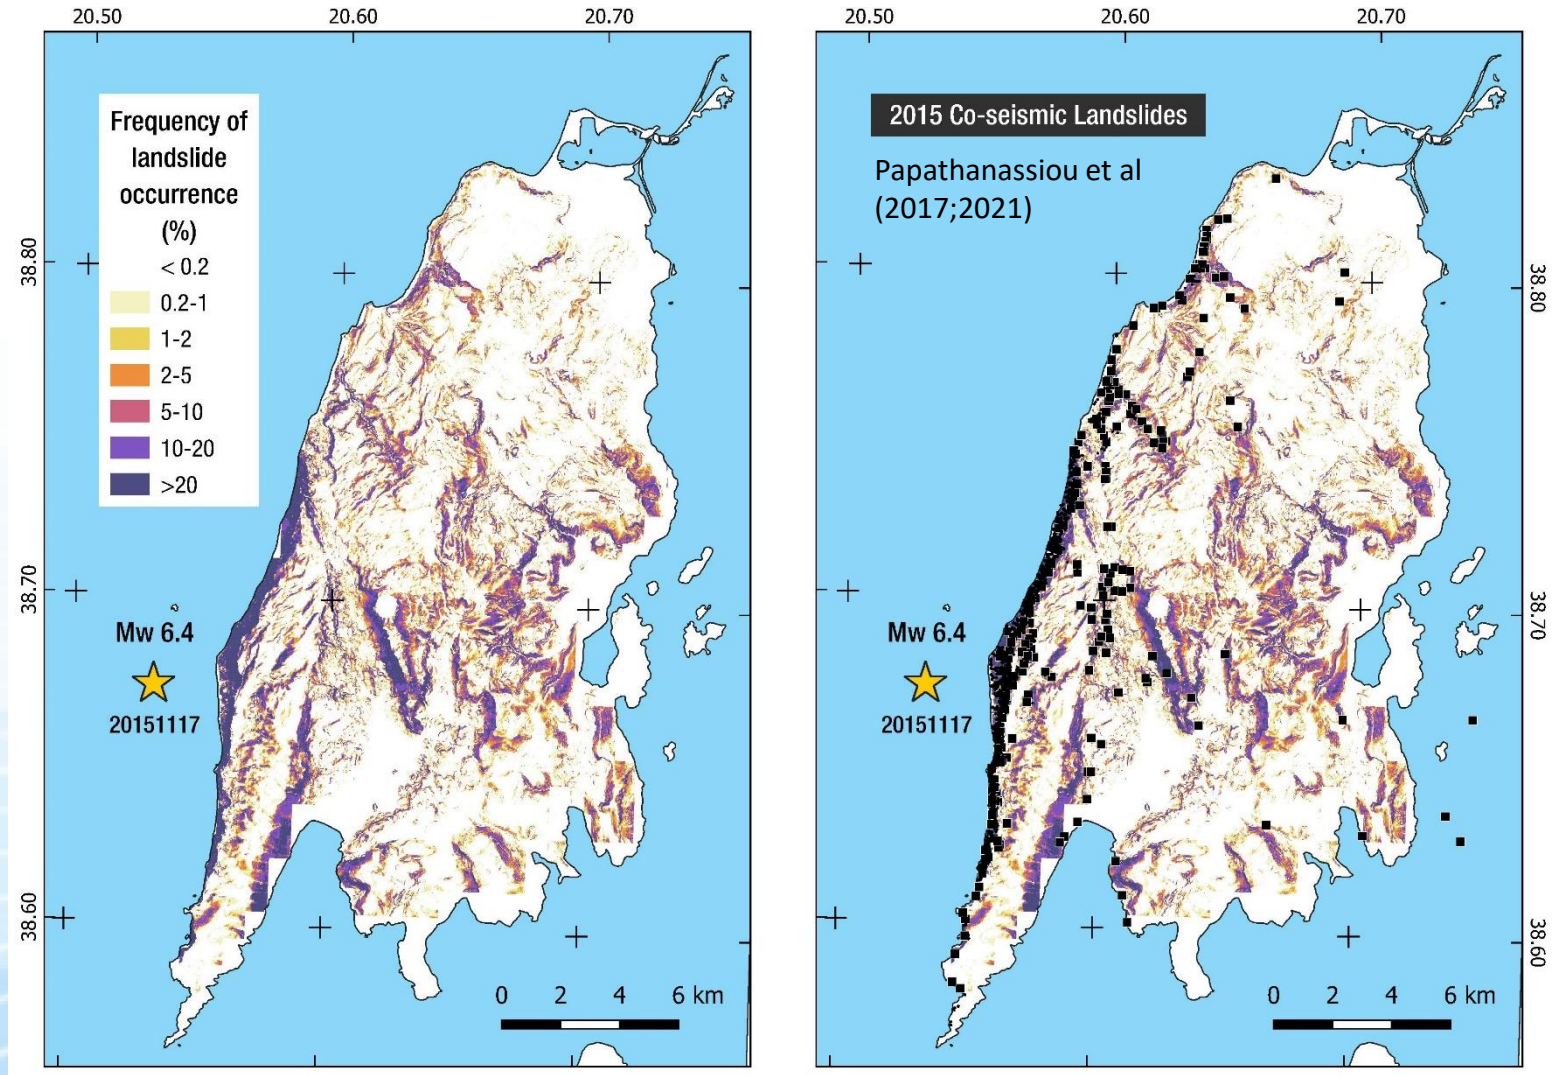 20.50
20.60
20.70
Frequency of
landslide
occurrence
(%)
< 0.2
0.2-1
1-2
2-5
5-10
10-20
>20
38.80
38.70
38.60
Mw 6.4
20151117
0 2 4 6 km
20.50
20.60
20.70
2015 Co-seismic Landslides
Papathanassiou et al
(2017;2021)
38.80
38.70
38.60
Mw 6.4
20151117
0 2 4 6 km